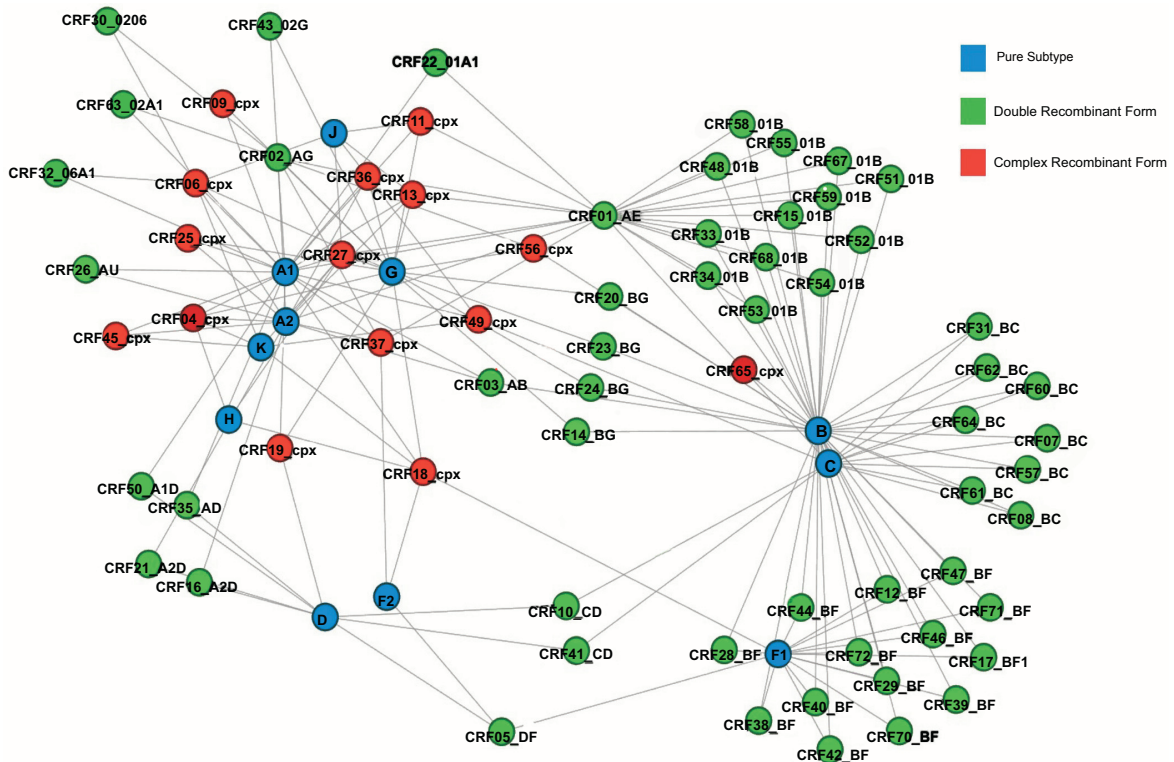 CRF30_0206
CRF43_02G
CRF22_01A1
Pure Subtype
CRF63_02A1
CRF09_cpx
J
CRF11_cpx
CRF58_01B
CRF55_01B
Double Recombinant Form
CRF02_AG
CRF48_01B
CRF67_01B
Complex Recombinant Form
CRF32_06A1
CRF06_cpx
CRF36_cpx
CRF13_cpx
CRF59_01B
CRF51_01B
CRF01_AE
CRF15_01B
CRF25_cpx
CRF27_cpx
CRF56_cpx
CRF33_01B
CRF52_01B
CRF26_AU
A1
G
CRF68_01B
CRF34_01B
CRF54_01B
CRF20_BG
CRF53_01B
CRF04_cpx
A2
CRF49_cpx
CRF45_cpx
K
CRF37_cpx
CRF23_BG
CRF31_BC
CRF65_cpx
CRF62_BC
CRF03_AB
CRF24_BG
CRF60_BC
H
CRF14_BG
B
CRF64_BC
CRF07_BC
CRF19_cpx
CRF18_cpx
C
CRF57_BC
CRF50_A1D
CRF61_BC
CRF35_AD
CRF08_BC
CRF21_A2D
CRF16_A2D
CRF47_BF
F2
CRF10_CD
CRF44_BF
CRF12_BF
CRF71_BF
D
CRF46_BF
CRF41_CD
CRF28_BF
F1
CRF72_BF
CRF17_BF1
CRF29_BF
CRF40_BF
CRF39_BF
CRF05_DF
CRF38_BF
CRF70_BF
CRF42_BF